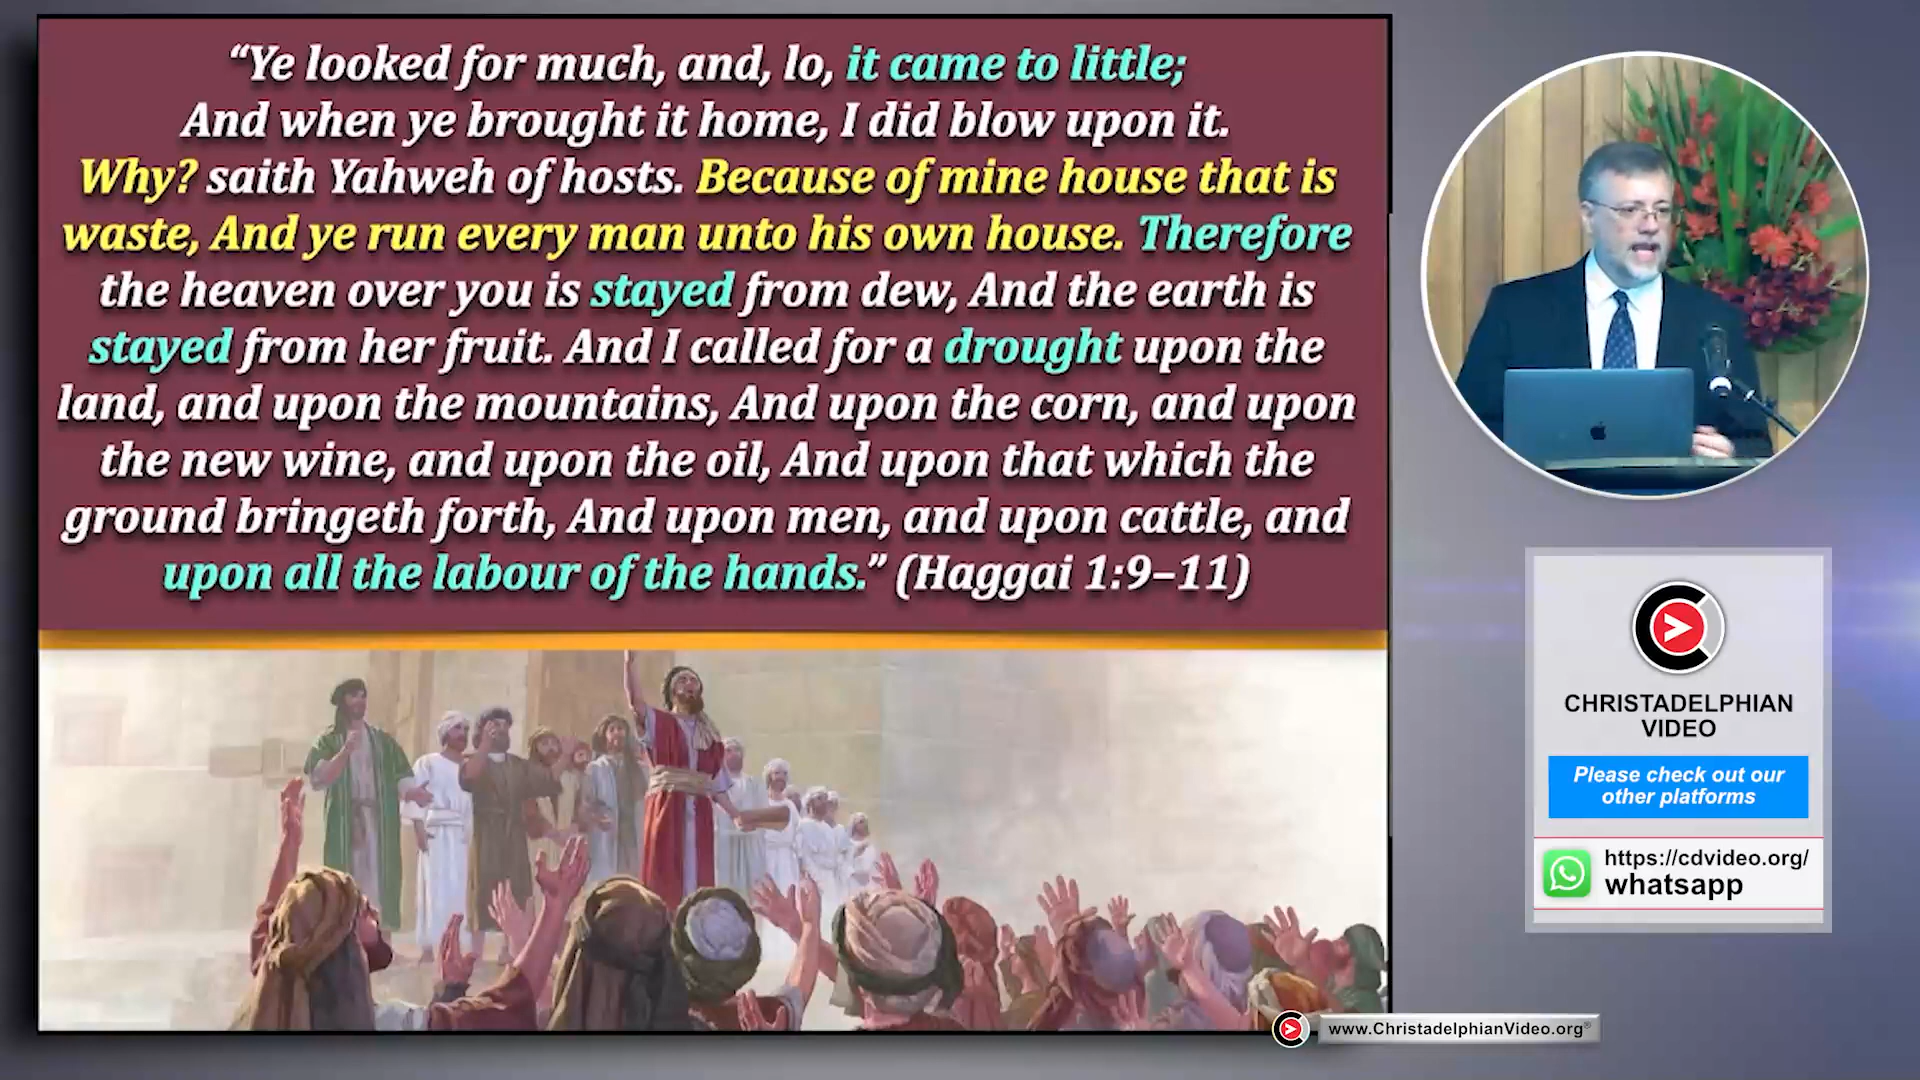 “Ye looked for much, and, lo, it came to little;
And when ye brought it home, I did blow upon it.
Why? saith Yahweh of hosts. Because of mine house that is
waste, And ye run every man unto his own house. Therefore
the heaven over you is stayed from dew, And the earth is
stayed from her fruit. And I called for a drought upon the
land, and upon the mountains, And upon the corn, and upon
the new wine, and upon the oil, And upon that which the
ground bringeth forth, And upon men, and upon cattle, and
upon all the labour of the hands.” (Haggai 1:9–11)
CHRISTADELPHIAN
VIDEO
Please check out our
other platforms
https://cdvideo.org/
whatsapp
www.ChristadelphianVideo.org®